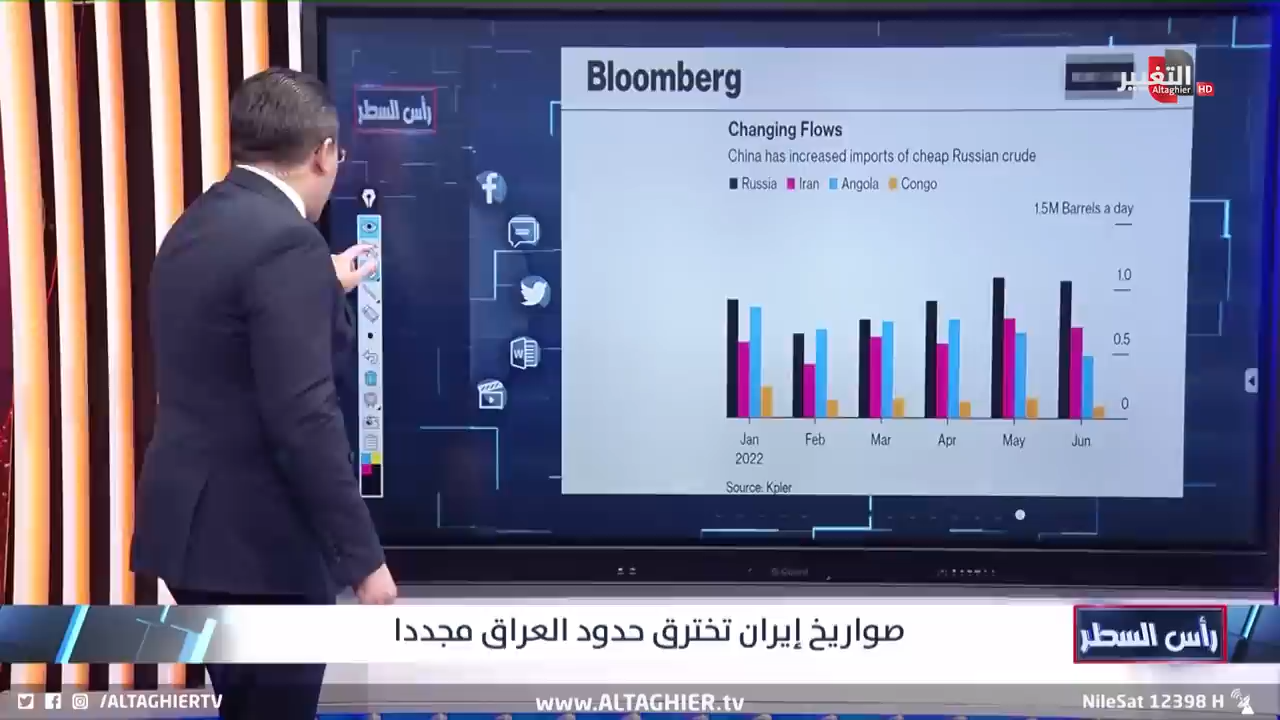 Bloomberg
التغيير
Altaghier HD
رأس السطر
Changing Flows
China has increased imports of cheap Russian crude
Russia Iran Angola Congo
1.5M Barrels a day
1.0
0.5
0
Jan Feb Mar Apr May Jun
2022
Source: Kpler
W
صواريخ إيران تخترق حدود العراق مجددا
رأس السطر
/ALTAGHIERTV
www.ALTAGHIER.tv
NileSat 12398 H